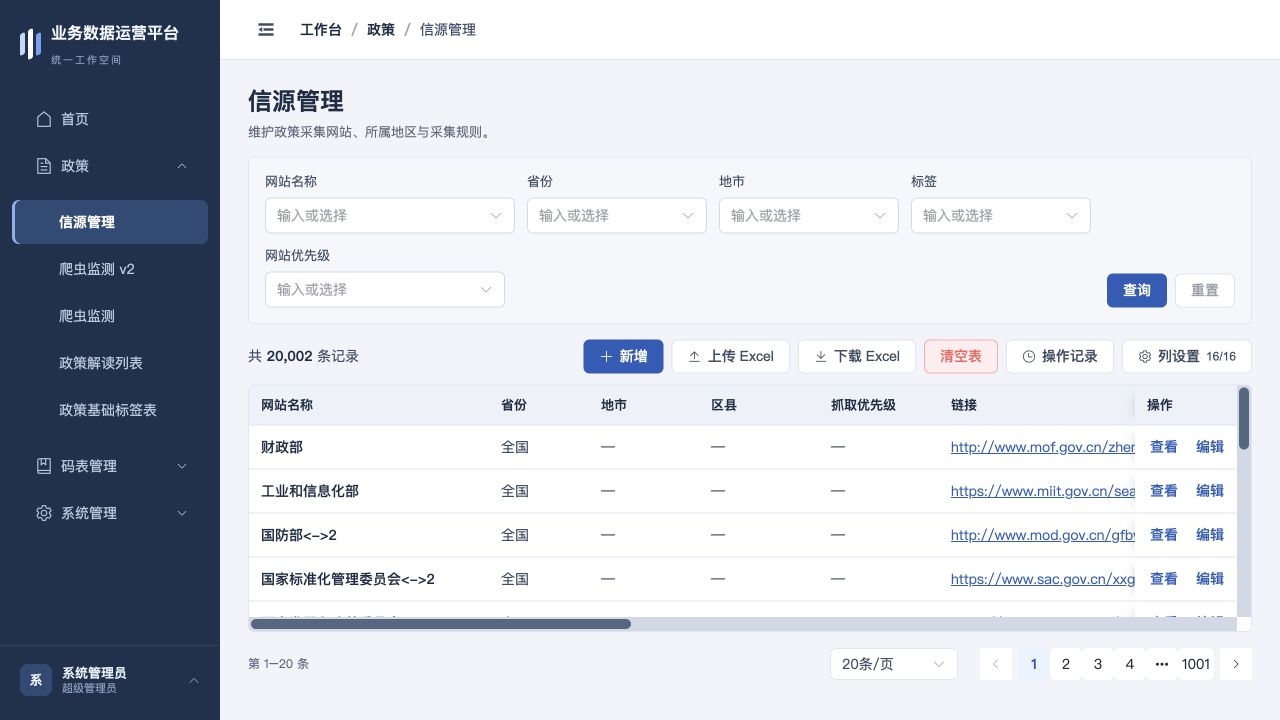 业务数据运营平台
统一工作空间
首页
政策
信源管理
爬虫监测 v2
爬虫监测
政策解读列表
政策基础标签表
码表管理
系统管理
系
系统管理员
超级管理员
工作台 / 政策 / 信源管理
信源管理
维护政策采集网站、所属地区与采集规则。
网站名称 省份 地市 标签
输入或选择 输入或选择 输入或选择 输入或选择
网站优先级
输入或选择
查询 重置
共 20,002 条记录
新增 上传 Excel 下载 Excel 清空表 操作记录 列设置 16/16
网站名称 省份 地市 区县 抓取优先级 链接 操作
财政部 全国 — — — http://www.mof.gov.cn/zher 查看 编辑
工业和信息化部 全国 — — — https://www.miit.gov.cn/sea 查看 编辑
国防部<->2 全国 — — — http://www.mod.gov.cn/gfb 查看 编辑
国家标准化管理委员会<->2 全国 — — — https://www.sac.gov.cn/xxg 查看 编辑
第 1—20 条
20条/页
1 2 3 4 ••• 1001